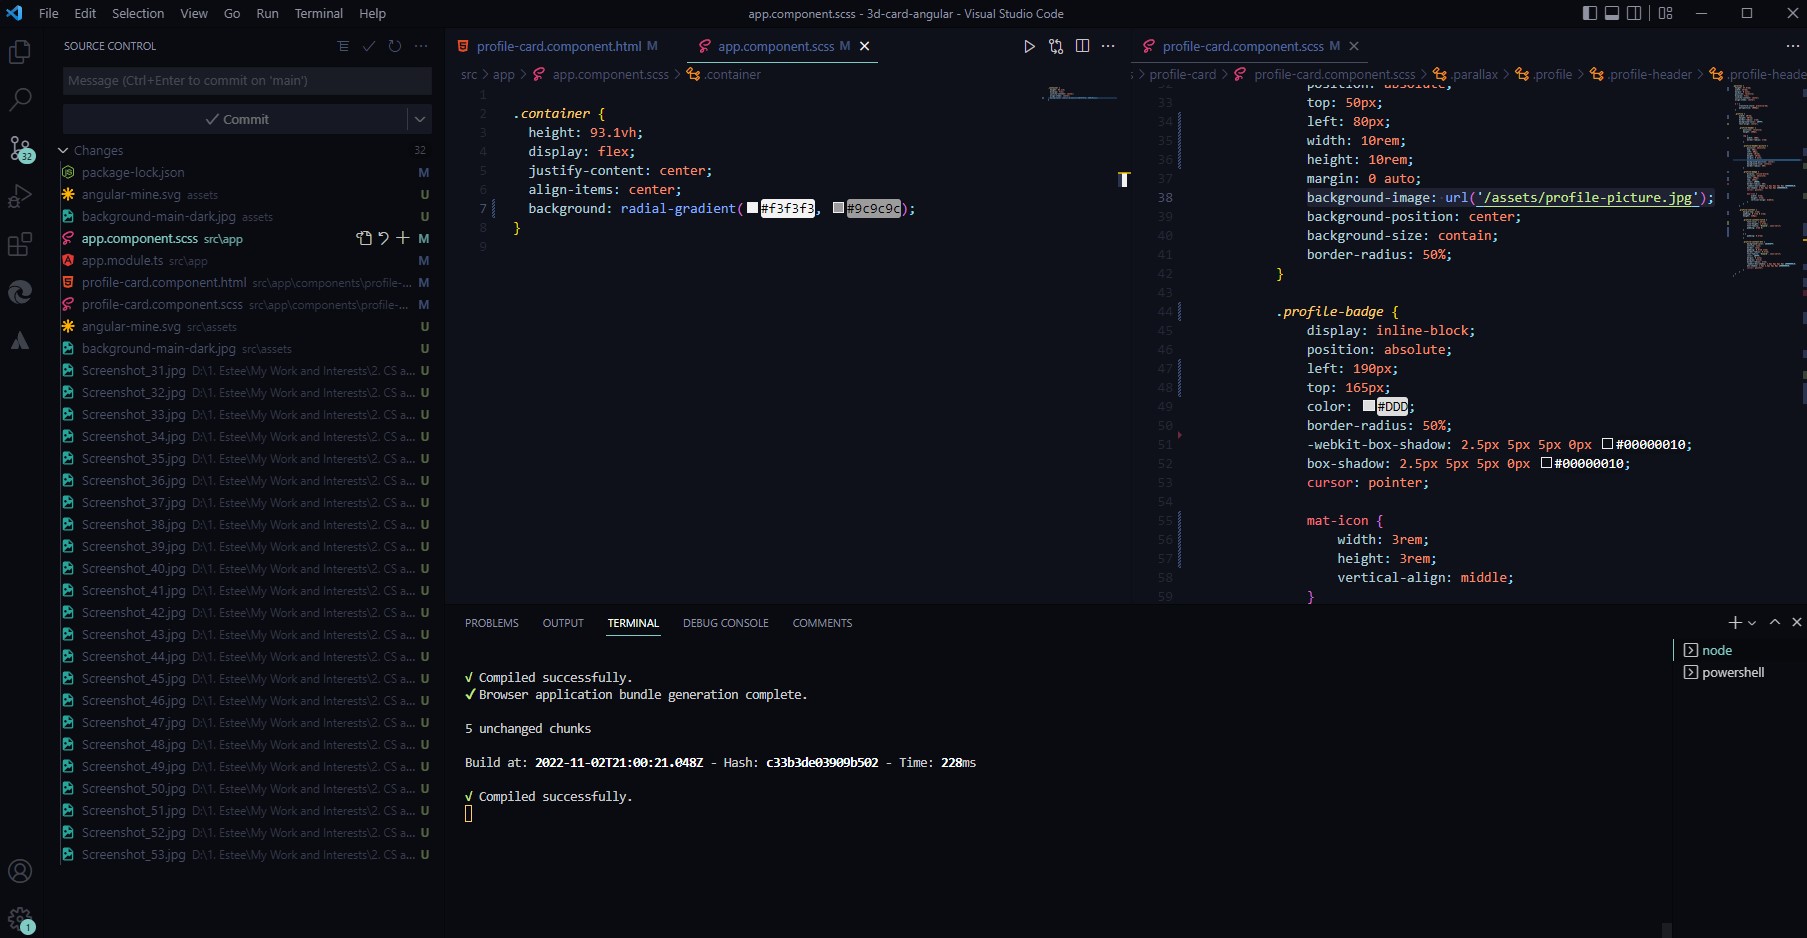 File Edit Selection View Go Run Terminal Help
app.component.scss - 3d-card-angular - Visual Studio Code
SOURCE CONTROL
Message (Ctrl+Enter to commit on 'main')
Commit
Changes 32
package-lock.json M
angular-mine.svg assets U
background-main-dark.jpg assets U
app.component.scss src\app M
app.module.ts src\app M
profile-card.component.html src\app\components\profile-... M
profile-card.component.scss src\app\components\profile-... M
angular-mine.svg src\assets U
background-main-dark.jpg src\assets U
Screenshot_31.jpg D:\1. Estee\My Work and Interests\2. CS a... U
Screenshot_32.jpg D:\1. Estee\My Work and Interests\2. CS a... U
Screenshot_33.jpg D:\1. Estee\My Work and Interests\2. CS a... U
Screenshot_34.jpg D:\1. Estee\My Work and Interests\2. CS a... U
Screenshot_35.jpg D:\1. Estee\My Work and Interests\2. CS a... U
Screenshot_36.jpg D:\1. Estee\My Work and Interests\2. CS a... U
Screenshot_37.jpg D:\1. Estee\My Work and Interests\2. CS a... U
Screenshot_38.jpg D:\1. Estee\My Work and Interests\2. CS a... U
Screenshot_39.jpg D:\1. Estee\My Work and Interests\2. CS a... U
Screenshot_40.jpg D:\1. Estee\My Work and Interests\2. CS a... U
Screenshot_41.jpg D:\1. Estee\My Work and Interests\2. CS a... U
Screenshot_42.jpg D:\1. Estee\My Work and Interests\2. CS a... U
Screenshot_43.jpg D:\1. Estee\My Work and Interests\2. CS a... U
Screenshot_44.jpg D:\1. Estee\My Work and Interests\2. CS a... U
Screenshot_45.jpg D:\1. Estee\My Work and Interests\2. CS a... U
Screenshot_46.jpg D:\1. Estee\My Work and Interests\2. CS a... U
Screenshot_47.jpg D:\1. Estee\My Work and Interests\2. CS a... U
Screenshot_48.jpg D:\1. Estee\My Work and Interests\2. CS a... U
Screenshot_49.jpg D:\1. Estee\My Work and Interests\2. CS a... U
Screenshot_50.jpg D:\1. Estee\My Work and Interests\2. CS a... U
Screenshot_51.jpg D:\1. Estee\My Work and Interests\2. CS a... U
Screenshot_52.jpg D:\1. Estee\My Work and Interests\2. CS a... U
Screenshot_53.jpg D:\1. Estee\My Work and Interests\2. CS a... U
32
1
profile-card.component.html M app.component.scss M
src > app > app.component.scss > .container
1
2 .container {
3 height: 93.1vh;
4 display: flex;
5 justify-content: center;
6 align-items: center;
7 background: radial-gradient(#f3f3f3, #9c9c9c);
8 }
9
profile-card.component.scss M
> profile-card > profile-card.component.scss > .parallax > .profile > .profile-header > .profile-heade
32 position: absolute;
33 top: 50px;
34 left: 80px;
35 width: 10rem;
36 height: 10rem;
37 margin: 0 auto;
38 background-image: url('/assets/profile-picture.jpg');
39 background-position: center;
40 background-size: contain;
41 border-radius: 50%;
42 }
43
44 .profile-badge {
45 display: inline-block;
46 position: absolute;
47 left: 190px;
48 top: 165px;
49 color: #DDD;
50 border-radius: 50%;
51 -webkit-box-shadow: 2.5px 5px 5px 0px #00000010;
52 box-shadow: 2.5px 5px 5px 0px #00000010;
53 cursor: pointer;
54
55 mat-icon {
56 width: 3rem;
57 height: 3rem;
58 vertical-align: middle;
59 }
PROBLEMS OUTPUT TERMINAL DEBUG CONSOLE COMMENTS
√ Compiled successfully.
✔ Browser application bundle generation complete.
5 unchanged chunks
Build at: 2022-11-02T21:00:21.048Z - Hash: c33b3de03909b502 - Time: 228ms
√ Compiled successfully.
node
powershell